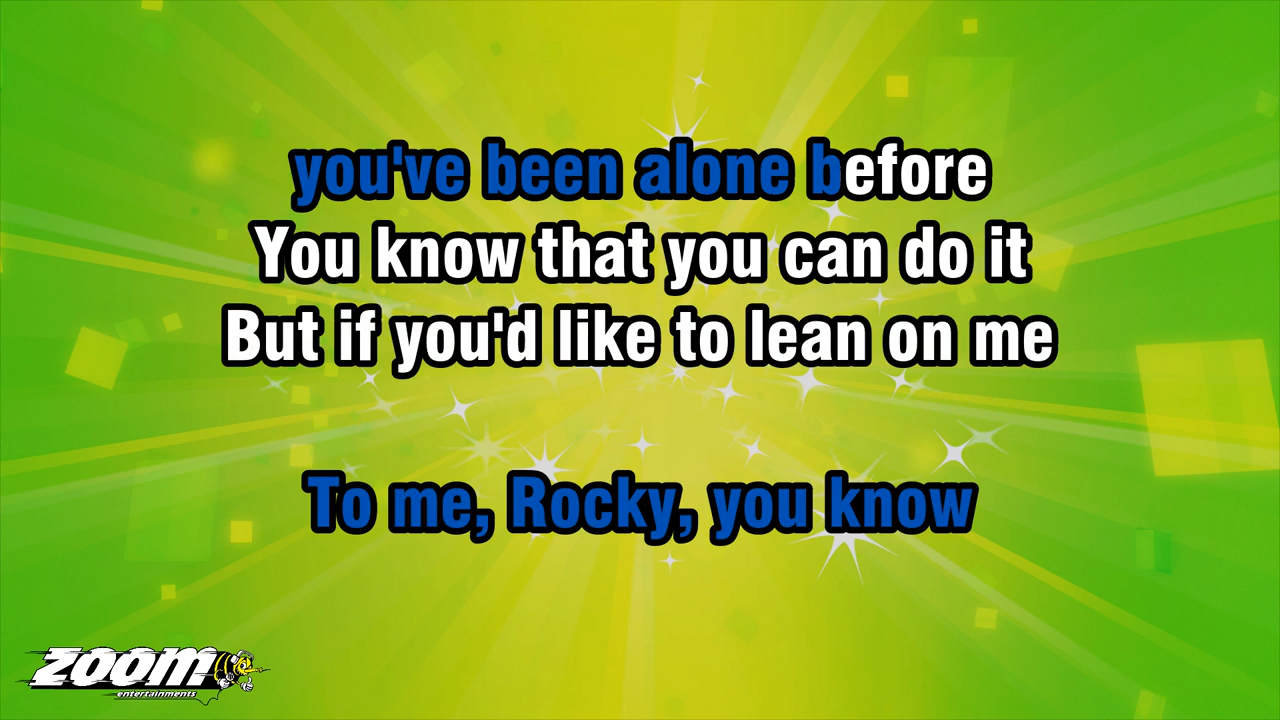 you've been alone before
You know that you can do it
But if you'd like to lean on me
To me, Rocky, you know
ZOOM
entertainments